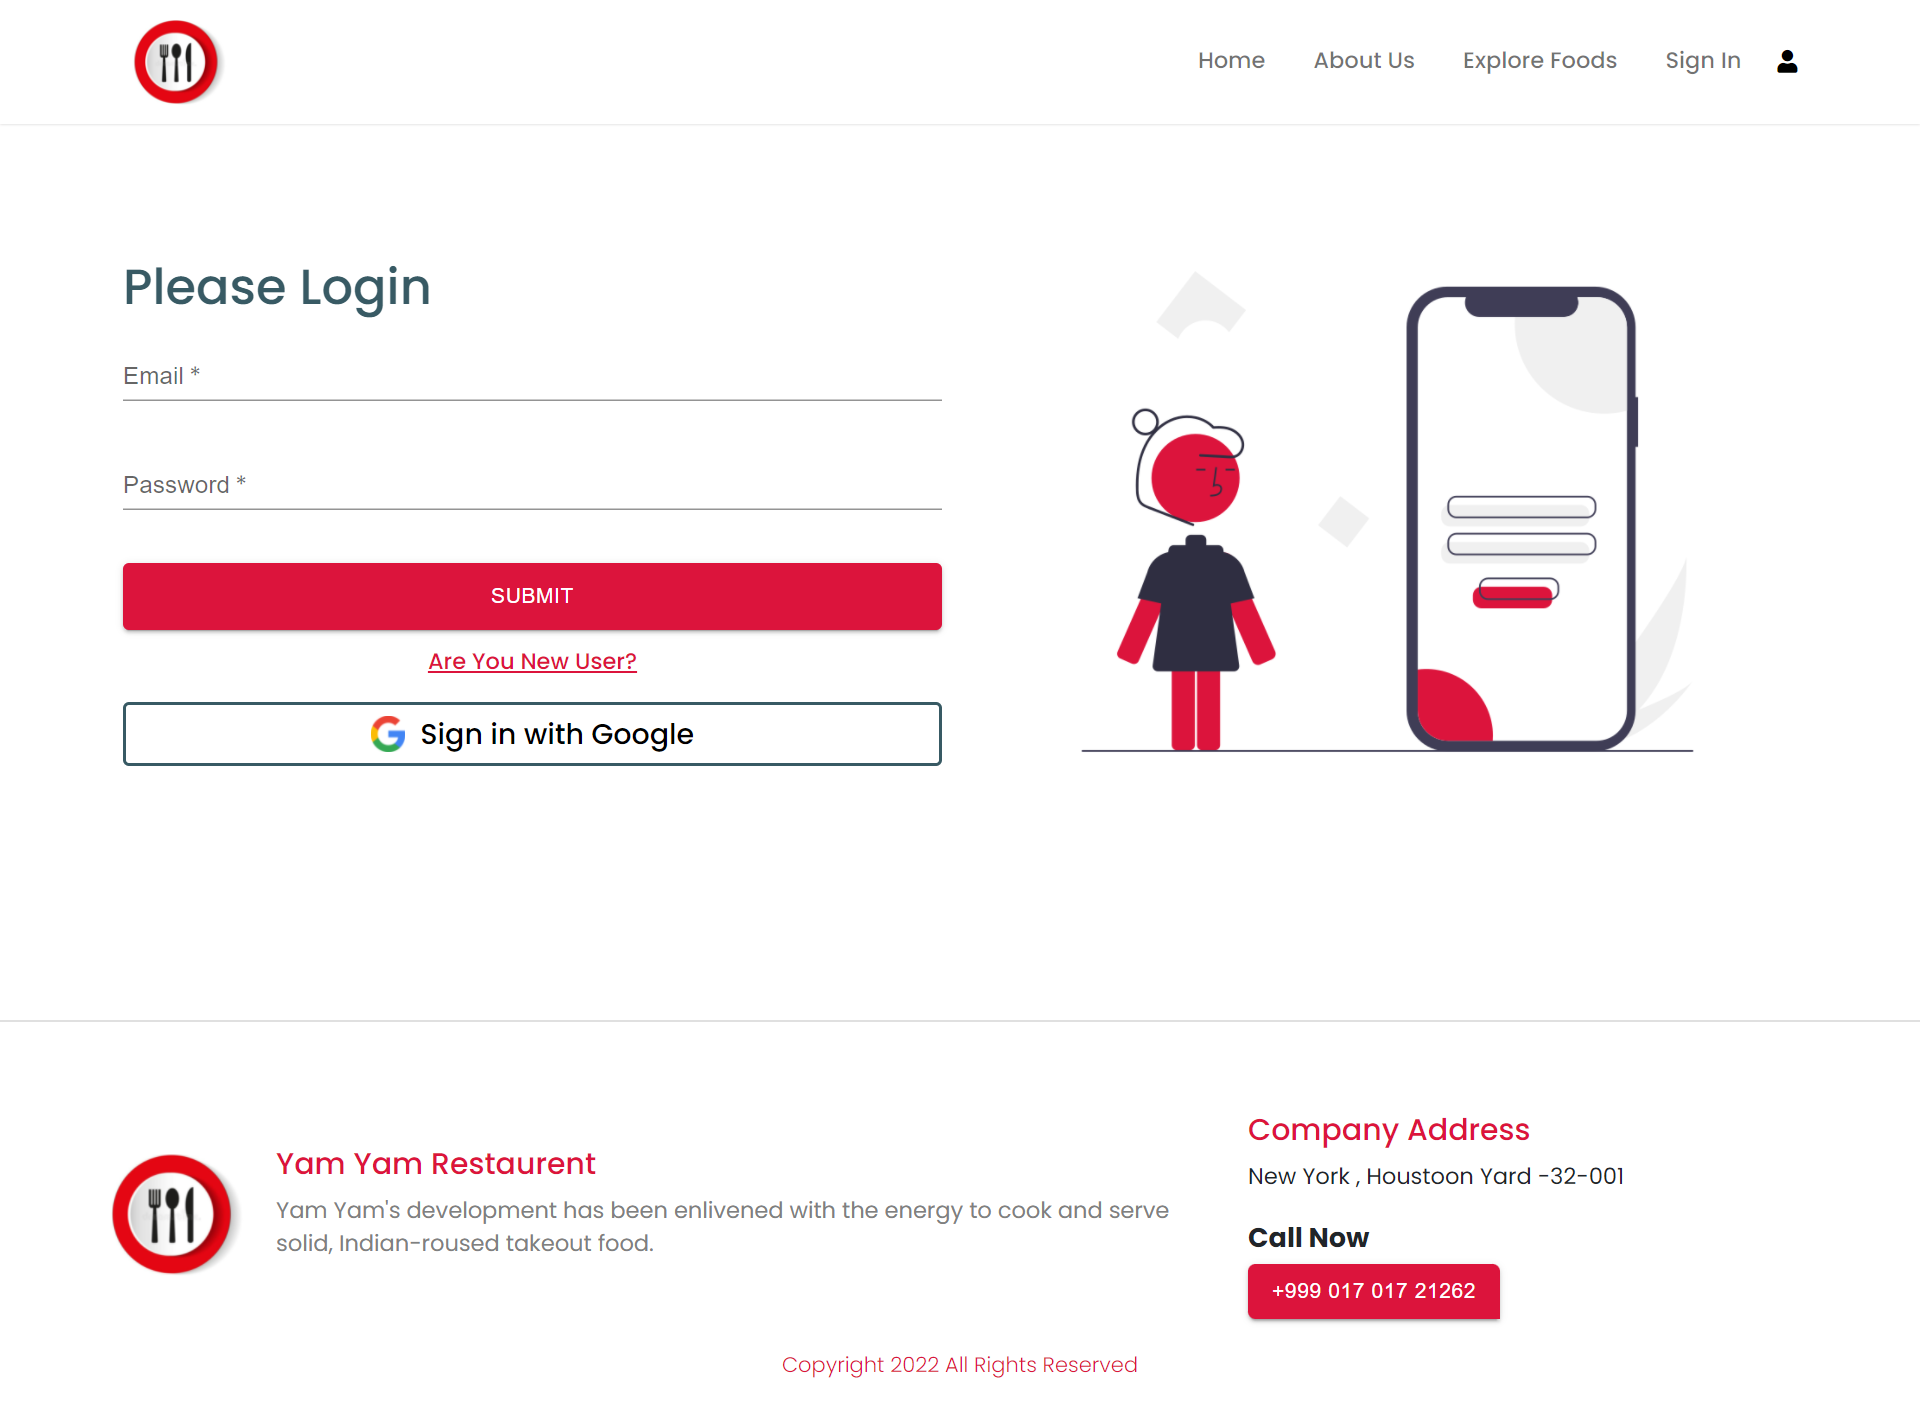 Home
About Us
Explore Foods
Sign In
Please Login
Email *
Password *
SUBMIT
Are You New User?
Sign in with Google
Yam Yam Restaurent
Yam Yam's development has been enlivened with the energy to cook and serve
solid, Indian-roused takeout food.
Company Address
New York , Houstoon Yard -32-001
Call Now
+999 017 017 21262
Copyright 2022 All Rights Reserved